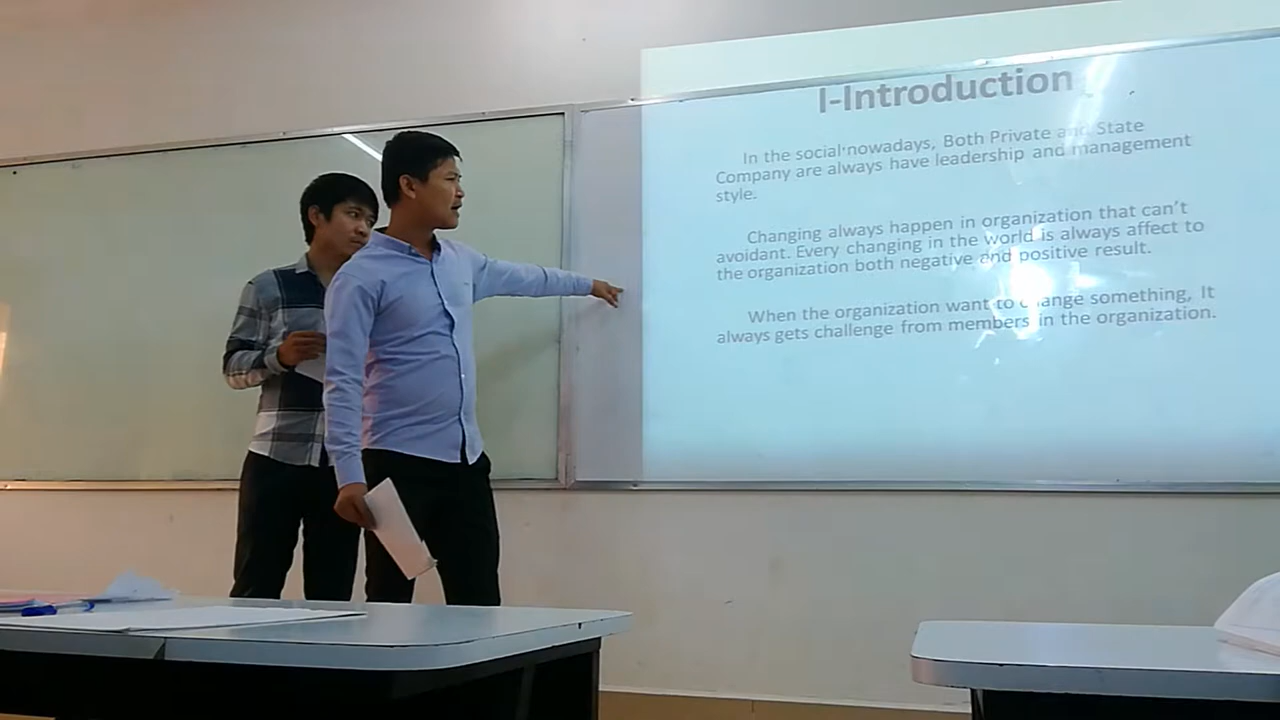 I-Introduction
In the social nowadays, Both Private and State
Company are always have leadership and management
style.
Changing always happen in organization that can't
avoidant. Every changing in the world is always affect to
the organization both negative and positive result.
When the organization want to change something, It
always gets challenge from members in the organization.